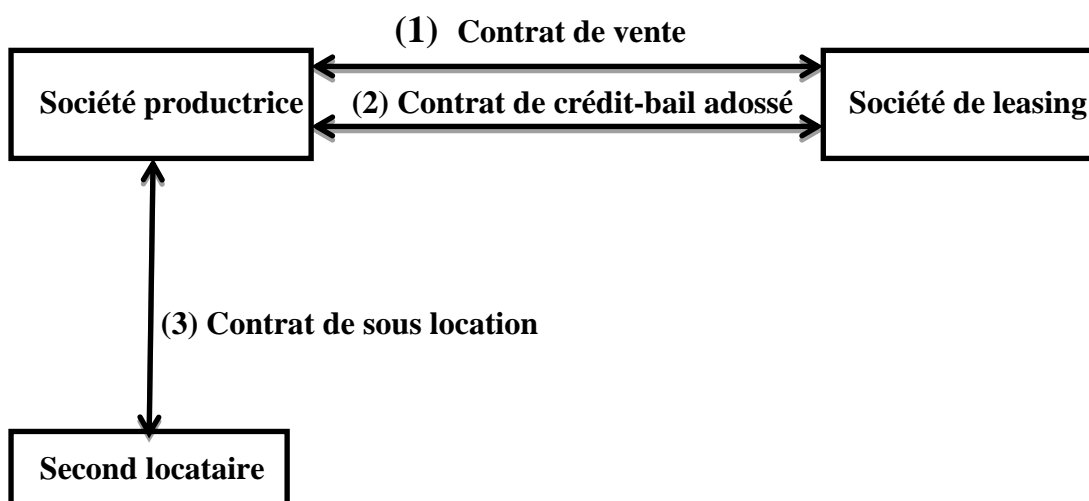 (1) Contrat de vente
Société productrice
(2) Contrat de crédit-bail adossé
Société de leasing
(3) Contrat de sous location
Second locataire